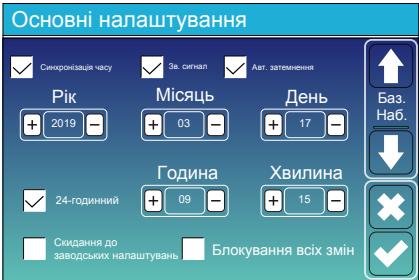 Основні налаштування
Синхронізація часу Зв. сигнал Авт. затемнення
Рік Місяць День
+ 2019 − + 03 − + 17 −
Баз.
Наб.
Година Хвилина
24-годинний + 09 − + 15 −
Скидання до
заводських налаштувань
Блокування всіх змін